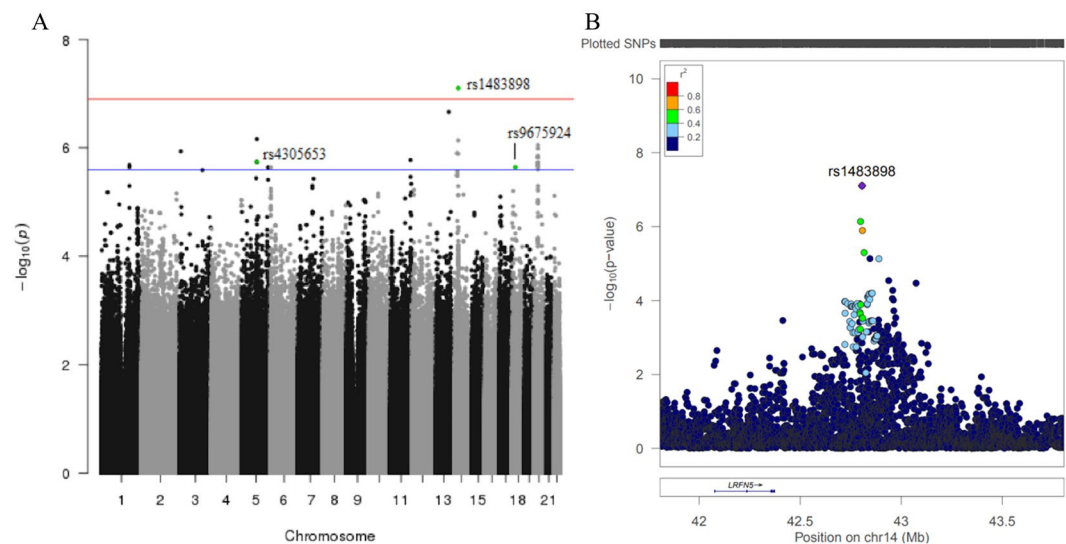 A
8
6
4
2
0
−log10(p)
rs1483898
rs4305653
rs9675924
1 2 3 4 5 6 7 8 9 11 13 15 18 21
Chromosome
B
Plotted SNPs
r2
0.8
0.6
0.4
0.2
10
8
6
4
2
0
−log10(p−value)
rs1483898
LRFN5→
42 42.5 43 43.5
Position on chr14 (Mb)